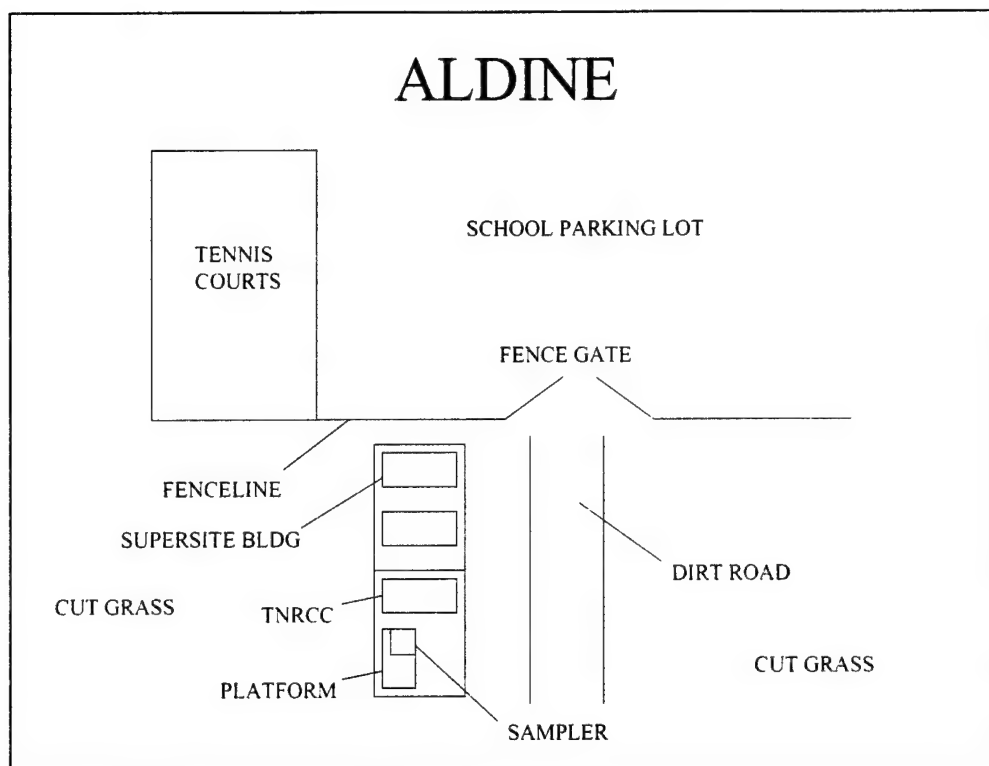 ALDINE
SCHOOL PARKING LOT
TENNIS
COURTS
FENCE GATE
FENCELINE
SUPERSITE BLDG
DIRT ROAD
CUT GRASS
TNRCC
CUT GRASS
PLATFORM
SAMPLER